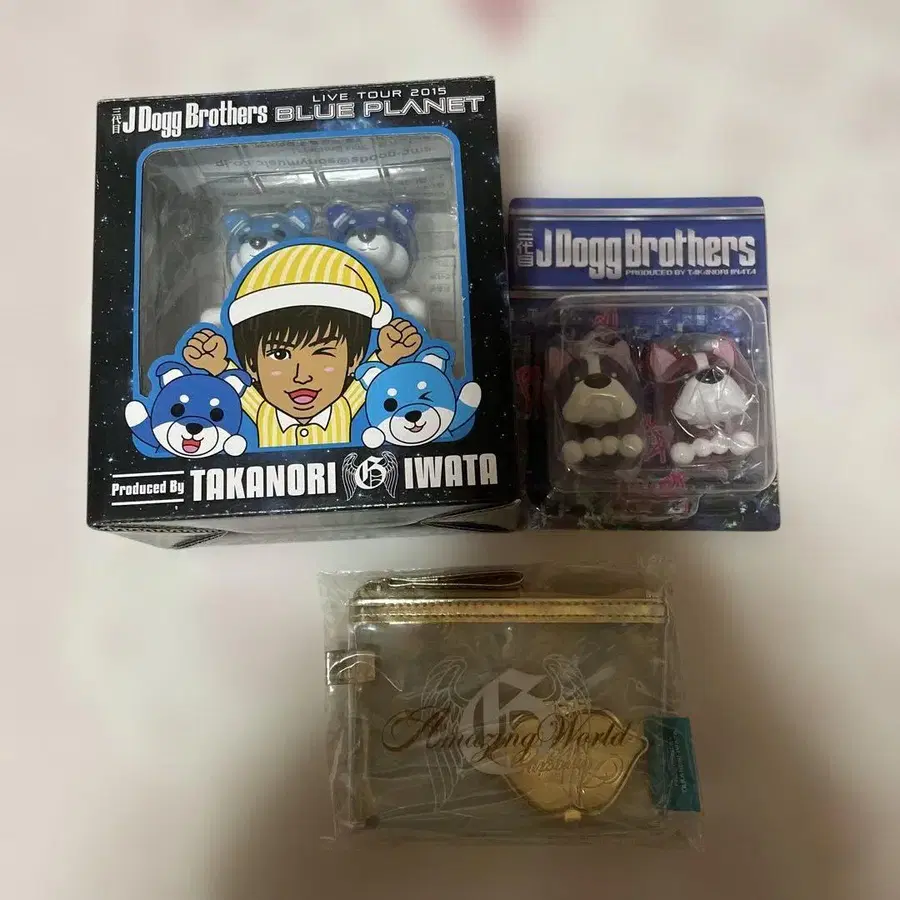 三代目 J Dogg Brothers
LIVE TOUR 2015
BLUE PLANET
Produced By TAKANORI G IWATA
三代目 J Dogg Brothers
PRODUCED BY TAKANORI IWATA
G
Amazing World